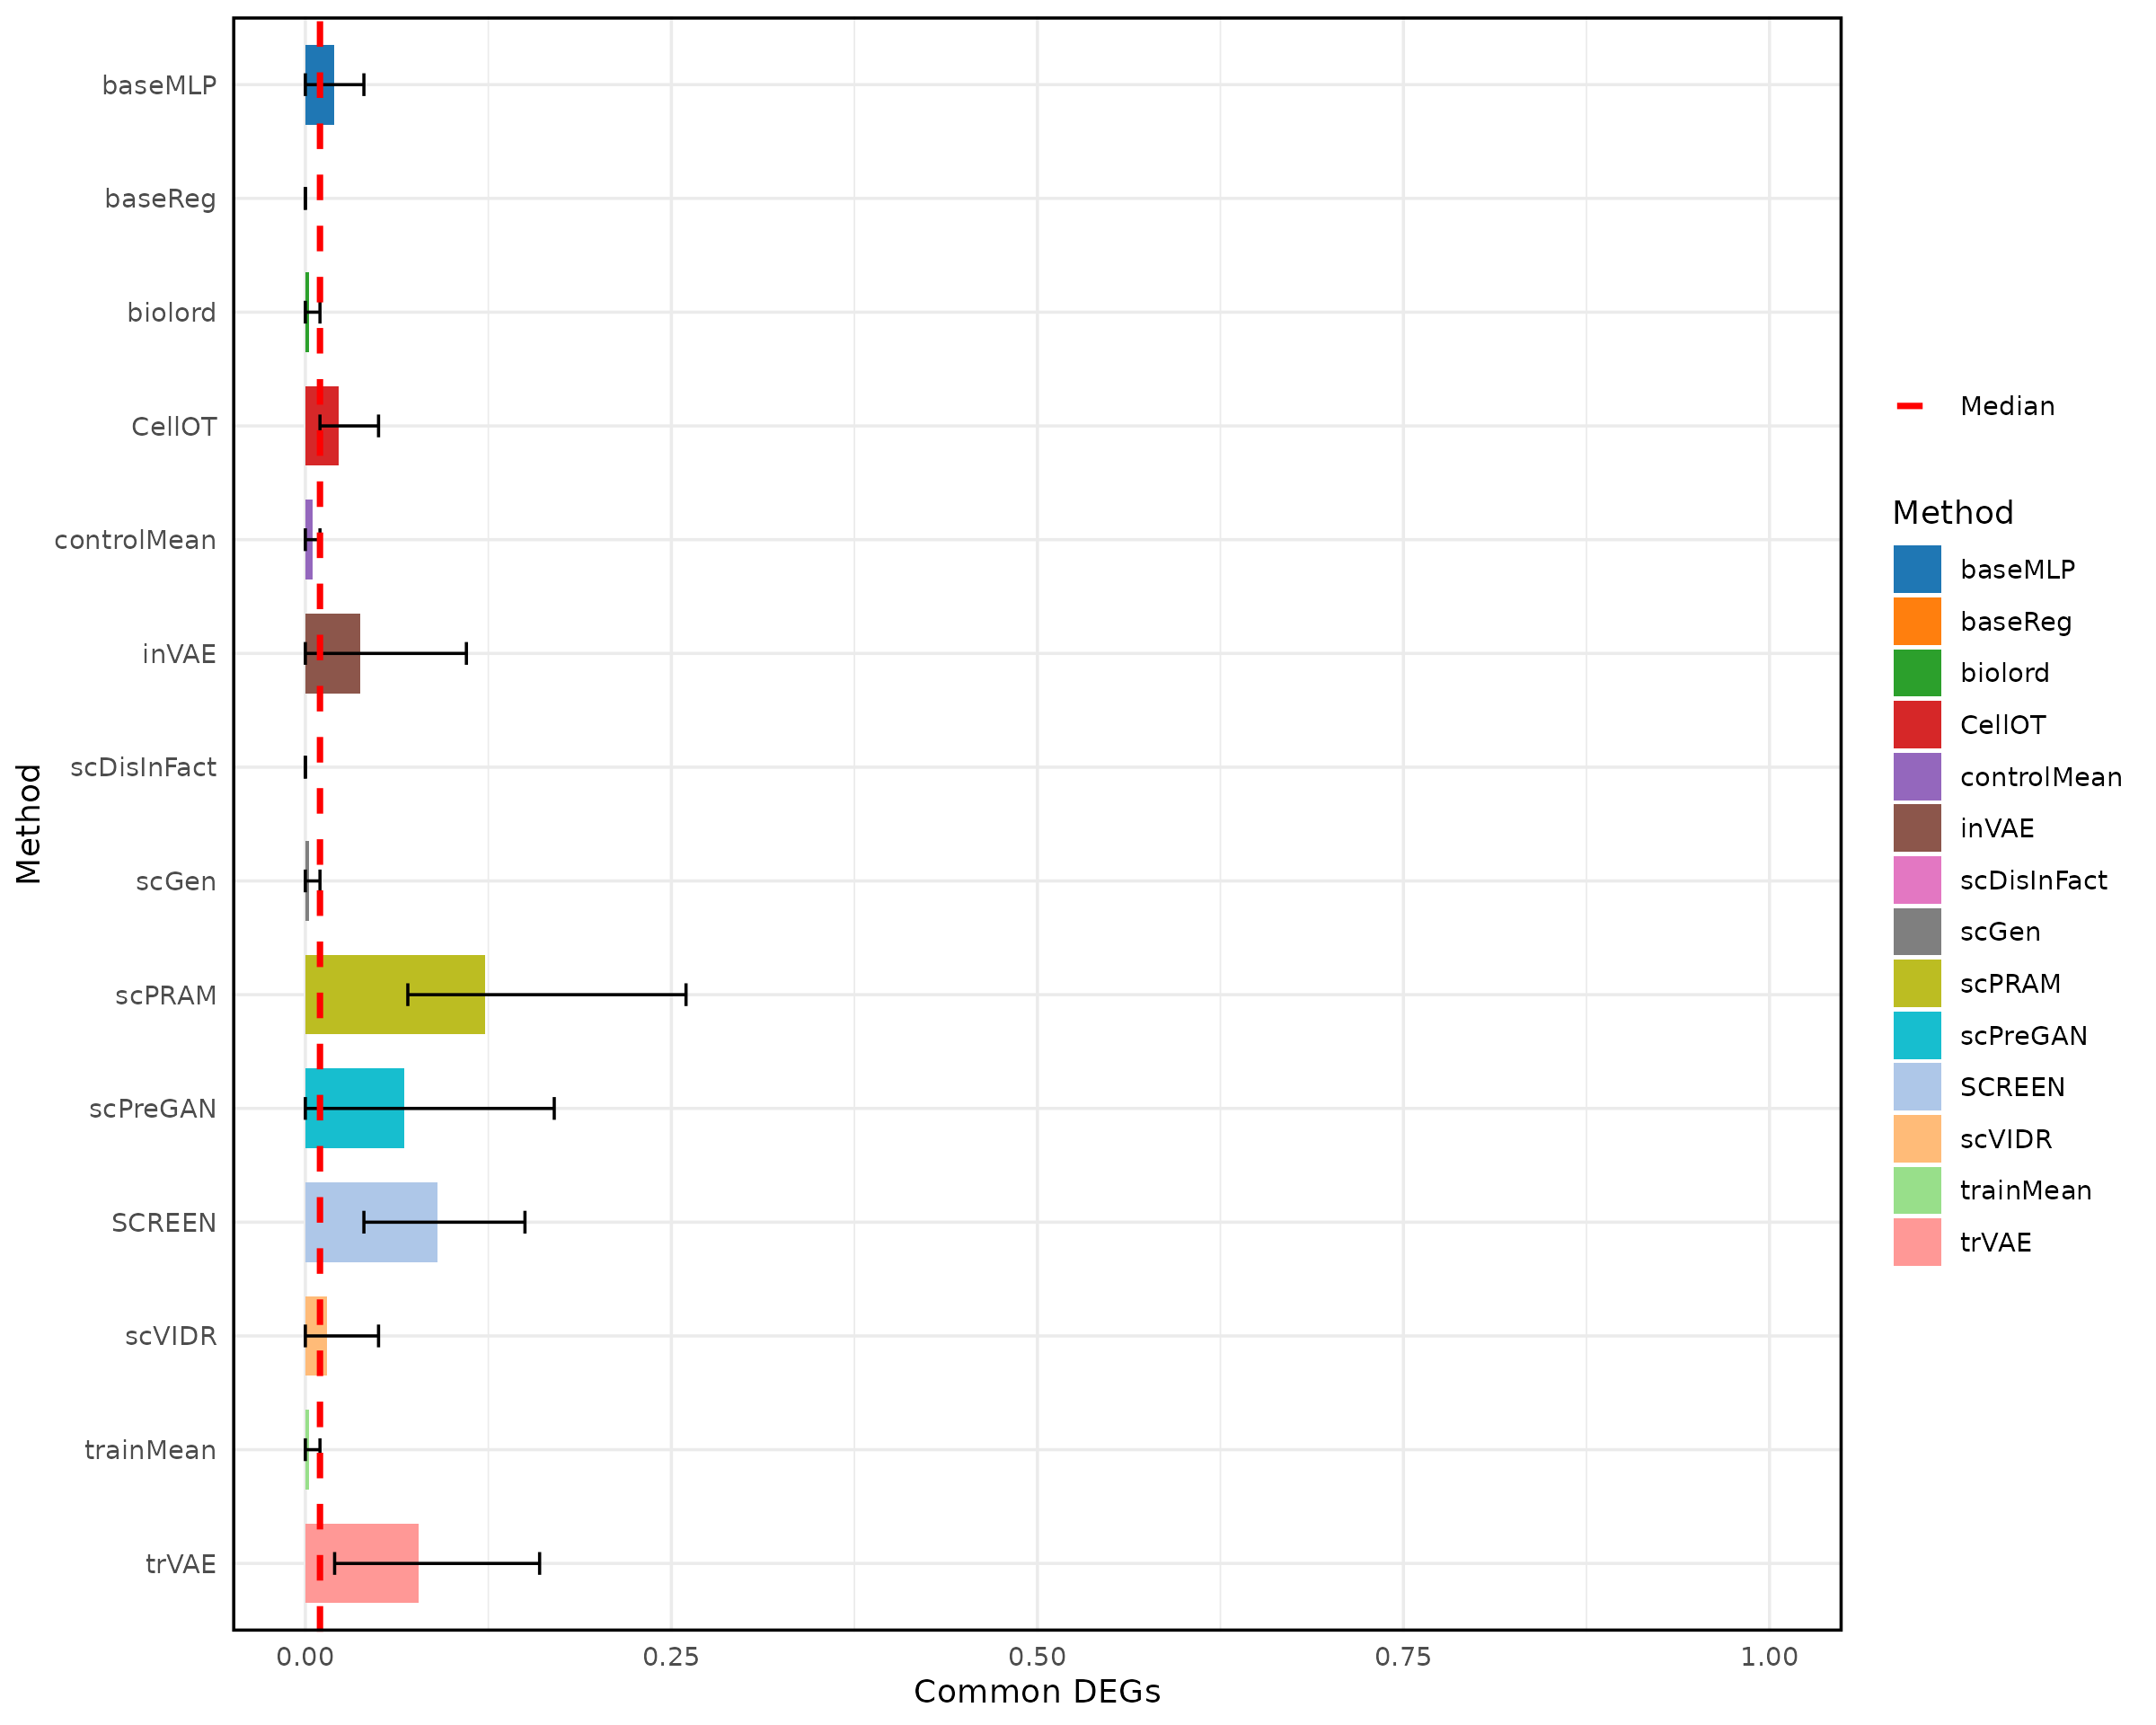 Method
baseMLP
baseReg
biolord
CellOT
controlMean
inVAE
scDisInFact
scGen
scPRAM
scPreGAN
SCREEN
scVIDR
trainMean
trVAE
0.00 0.25 0.50 0.75 1.00
Common DEGs
Median
Method
baseMLP
baseReg
biolord
CellOT
controlMean
inVAE
scDisInFact
scGen
scPRAM
scPreGAN
SCREEN
scVIDR
trainMean
trVAE